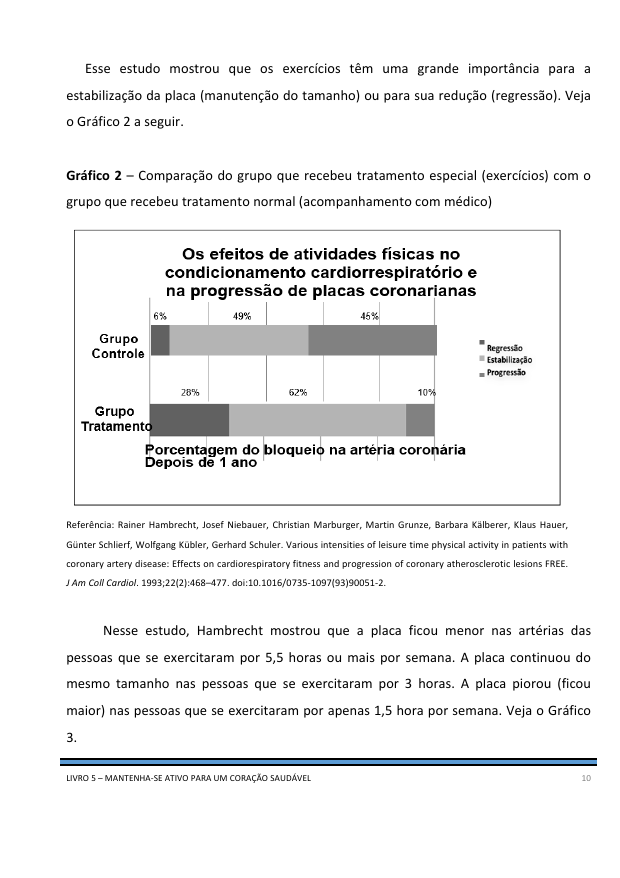 Esse estudo mostrou que os exercícios têm uma grande importância para a
estabilização da placa (manutenção do tamanho) ou para sua redução (regressão). Veja
o Gráfico 2 a seguir.
Gráfico 2 – Comparação do grupo que recebeu tratamento especial (exercícios) com o
grupo que recebeu tratamento normal (acompanhamento com médico)
Os efeitos de atividades físicas no
condicionamento cardiorrespiratório e
na progressão de placas coronarianas
6% 49% 45%
Grupo
Controle
Regressão
Estabilização
Progressão
28% 62% 10%
Grupo
Tratamento
Porcentagem do bloqueio na artéria coronária
Depois de 1 ano
Referência: Rainer Hambrecht, Josef Niebauer, Christian Marburger, Martin Grunze, Barbara Kälberer, Klaus Hauer,
Günter Schlierf, Wolfgang Kübler, Gerhard Schuler. Various intensities of leisure time physical activity in patients with
coronary artery disease: Effects on cardiorespiratory fitness and progression of coronary atherosclerotic lesions FREE.
J Am Coll Cardiol. 1993;22(2):468–477. doi:10.1016/0735-1097(93)90051-2.
Nesse estudo, Hambrecht mostrou que a placa ficou menor nas artérias das
pessoas que se exercitaram por 5,5 horas ou mais por semana. A placa continuou do
mesmo tamanho nas pessoas que se exercitaram por 3 horas. A placa piorou (ficou
maior) nas pessoas que se exercitaram por apenas 1,5 hora por semana. Veja o Gráfico
3.
LIVRO 5 – MANTENHA-SE ATIVO PARA UM CORAÇÃO SAUDÁVEL 10